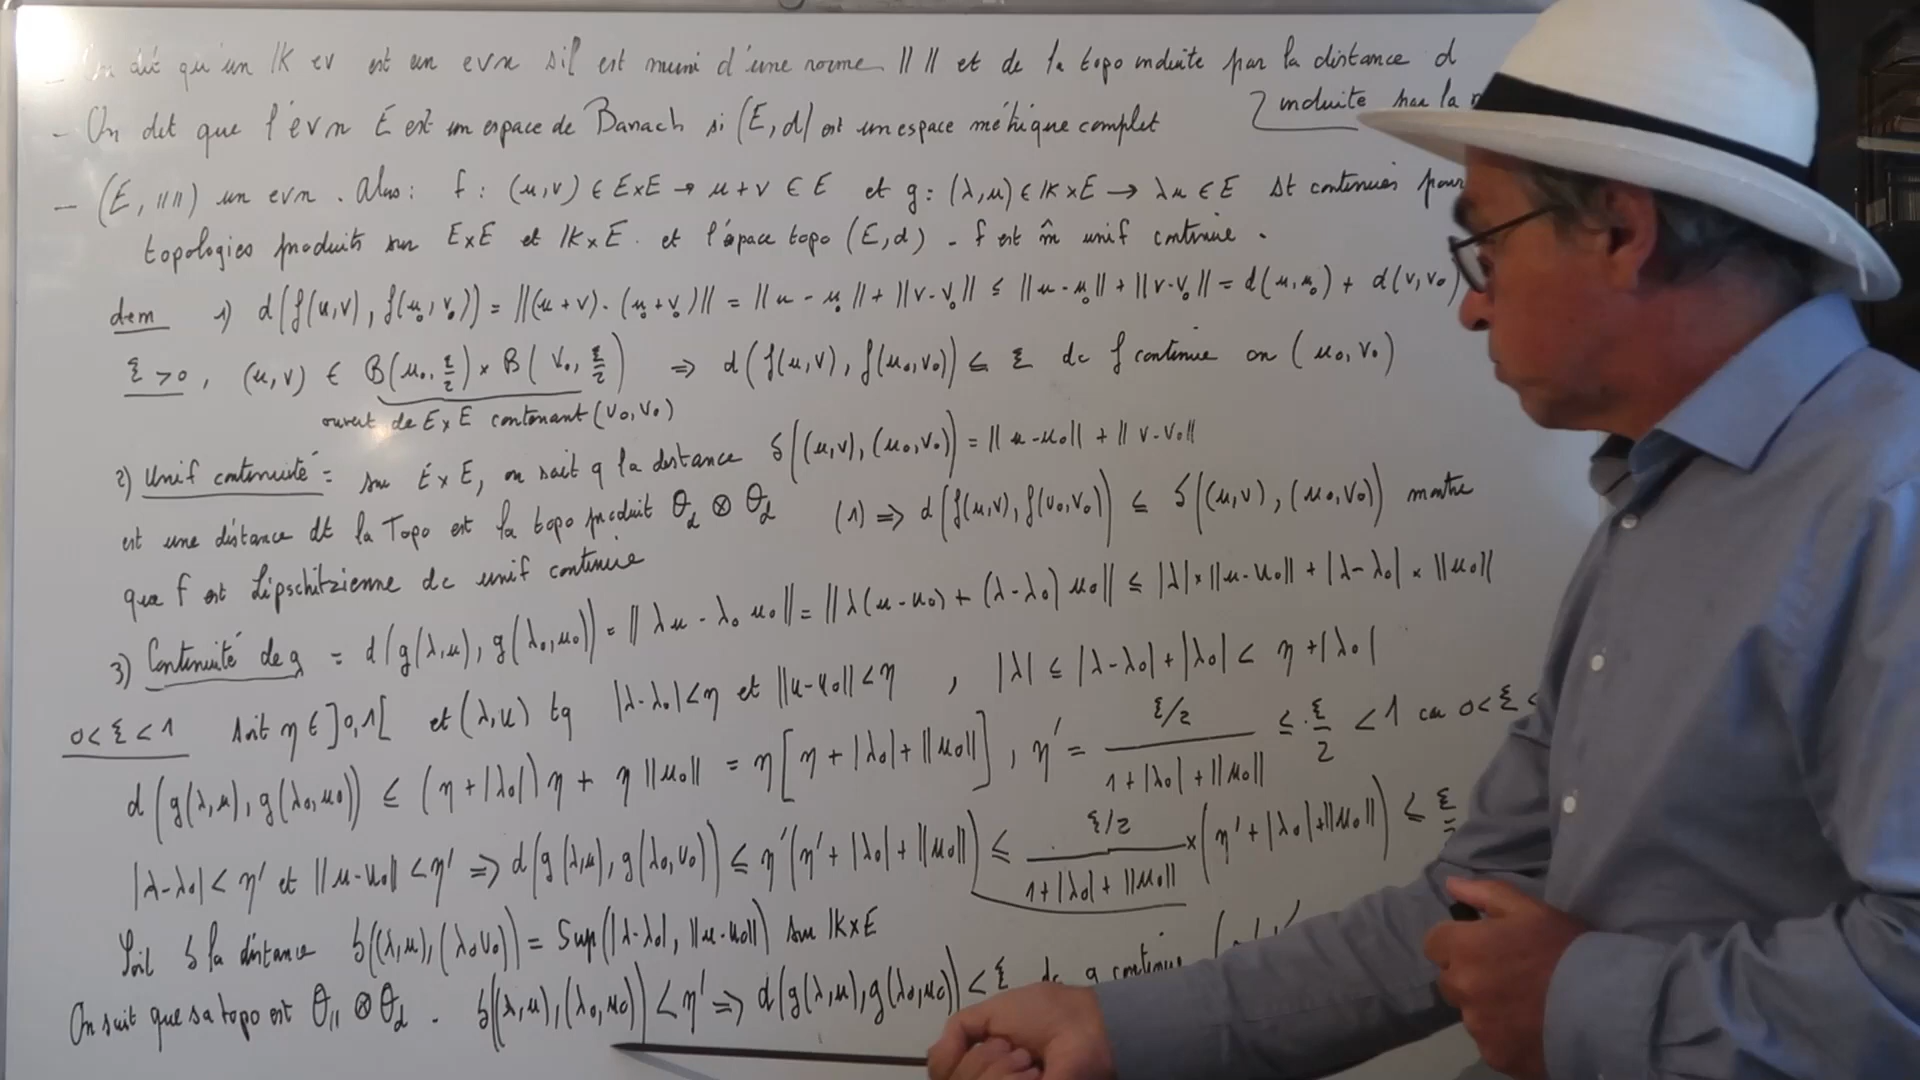 - On dit qu'un IK ev est un evn s'il est muni d'une norme || || et de la topo induite par la distance d
induite par la
- On dit que l'evn E est un espace de Banach si (E,d) est un espace métrique complet
- (E, || ||) un evn. Alors : f : (u,v) ∈ E×E → u+v ∈ E et g : (λ,u) ∈ IK×E → λu ∈ E st continues pour
topologies produits sur E×E et IK×E. et l'espace topo (E,d) - f est m̂ unif continue.
dem 1) d(f(u,v), f(u₀,v₀)) = ||(u+v)-(u₀+v₀)|| = ||u-u₀||+||v-v₀|| ≤ ||u-u₀||+||v-v₀|| = d(u,u₀) + d(v,v₀)
ξ>0, (u,v) ∈ B(u₀, ξ/2) × B(v₀, ξ/2) ⇒ d(f(u,v), f(u₀,v₀)) ≤ ξ dc f continue en (u₀,v₀)
ouvert de E×E contenant (v₀,v₀)
2) Unif continuité = sur E×E, on sait q la distance δ((u,v),(u₀,v₀)) = ||u-u₀|| + ||v-v₀||
est une distance dt la Topo est la topo produit θ_d ⊗ θ_d (1) ⇒ d(f(u,v), f(v₀,v₀)) ≤ δ((u,v),(u₀,v₀)) montre
que f est Lipschitzienne dc unif continue
3) Continuité de g = d(g(λ,u), g(λ₀,u₀)) = ||λu-λ₀u₀|| = ||λ(u-u₀)+(λ-λ₀)u₀|| ≤ |λ|×||u-u₀||+|λ-λ₀|×||u₀||
0<ξ<1 soit η ∈ ]0,1[ et (λ,u) tq |λ-λ₀|<η et ||u-u₀||<η , |λ| ≤ |λ-λ₀|+|λ₀| < η+|λ₀|
d(g(λ,u), g(λ₀,u₀)) ≤ (η+|λ₀|)η + η||u₀|| = η[η+|λ₀|+||u₀||], η' = (ξ/2)/(1+|λ₀|+||u₀||) ≤ ξ/2 < 1 car 0<ξ<
|λ-λ₀|<η' et ||u-u₀||<η' ⇒ d(g(λ,u), g(λ₀,v₀)) ≤ η'(η'+|λ₀|+||u₀||) ≤ (ξ/2)/(1+|λ₀|+||u₀||) × (η'+|λ₀|+||u₀||) ≤ ξ
Soit δ la distance δ((λ,u),(λ₀,v₀)) = Sup(|λ-λ₀|, ||u-u₀||) sur IK×E
On sait que sa topo est θ_|| ⊗ θ_d. δ((λ,u),(λ₀,u₀)) < η' ⇒ d(g(λ,u), g(λ₀,u₀)) < ξ dc g continue